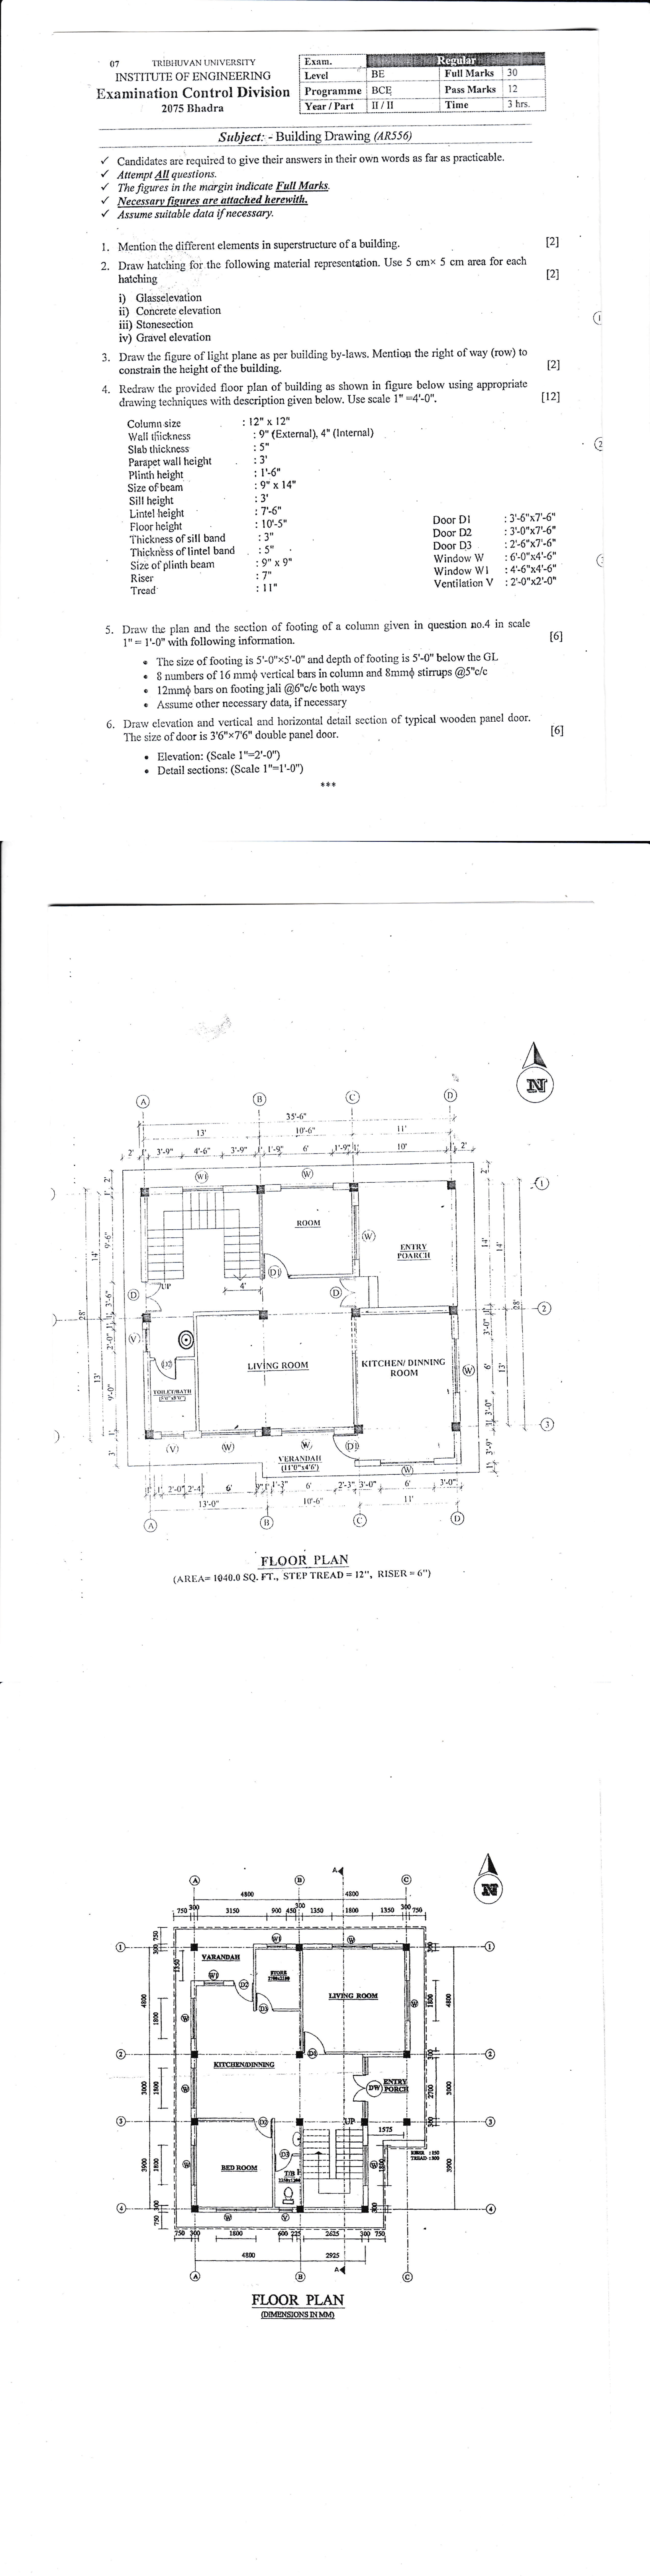 07 TRIBHUVAN UNIVERSITY
INSTITUTE OF ENGINEERING
Examination Control Division
2075 Bhadra
Exam. Regular
Level BE Full Marks 30
Programme BCE Pass Marks 12
Year / Part II / II Time 3 hrs.
Subject: - Building Drawing (AR556)
✓ Candidates are required to give their answers in their own words as far as practicable.
✓ Attempt All questions.
✓ The figures in the margin indicate Full Marks.
✓ Necessary figures are attached herewith.
✓ Assume suitable data if necessary.
1. Mention the different elements in superstructure of a building. [2]
2. Draw hatching for the following material representation. Use 5 cm× 5 cm area for each
hatching [2]
i) Glasselevation
ii) Concrete elevation
iii) Stonesection
iv) Gravel elevation
3. Draw the figure of light plane as per building by-laws. Mention the right of way (row) to
constrain the height of the building. [2]
4. Redraw the provided floor plan of building as shown in figure below using appropriate
drawing techniques with description given below. Use scale 1" =4'-0". [12]
Column size : 12" x 12"
Wall thickness : 9" (External), 4" (Internal)
Slab thickness : 5"
Parapet wall height : 3'
Plinth height : 1'-6"
Size of beam : 9" x 14"
Sill height : 3'
Lintel height : 7'-6"
Floor height : 10'-5"
Thickness of sill band : 3"
Thickness of lintel band : 5"
Size of plinth beam : 9" x 9"
Riser : 7"
Tread : 11"
Door D1 : 3'-6"x7'-6"
Door D2 : 3'-0"x7'-6"
Door D3 : 2'-6"x7'-6"
Window W : 6'-0"x4'-6"
Window W1 : 4'-6"x4'-6"
Ventilation V : 2'-0"x2'-0"
5. Draw the plan and the section of footing of a column given in question no.4 in scale
1" = 1'-0" with following information. [6]
• The size of footing is 5'-0"×5'-0" and depth of footing is 5'-0" below the GL
• 8 numbers of 16 mmϕ vertical bars in column and 8mmϕ stirrups @5"c/c
• 12mmϕ bars on footing jali @6"c/c both ways
• Assume other necessary data, if necessary
6. Draw elevation and vertical and horizontal detail section of typical wooden panel door.
The size of door is 3'6"×7'6" double panel door. [6]
• Elevation: (Scale 1"=2'-0")
• Detail sections: (Scale 1"=1'-0")
***
N
A B C D
35'-6"
13' 10'-6" 11'
2' 1' 3'-9" 4'-6" 3'-9" 1' 1'-9" 6' 1'-9" 1' 10' 1' 2'
W1 W
1
ROOM
W
ENTRY
POARCH
D1
UP
4'
D D
2
V
D2
LIVING ROOM
KITCHEN/ DINNING
ROOM
W
TOILET/BATH
3
V W W D1
VERANDAH
(11'0"x4'6')
W
2'-0" 2'-4 6' 9" 1' 1'-3" 6' 2'-3" 3'-0" 6' 3'-0"
13'-0" 10'-6" 11'
A B C D
FLOOR PLAN
(AREA= 1040.0 SQ. FT., STEP TREAD = 12", RISER = 6")
N
A
A B C
4800 4800
750 300 3150 900 450 300 1350 1800 1350 300 750
1 W1 W 1
VARANDAH
STORE
W1 D2
LIVING ROOM
D3
W W
2 D1 2
KITCHEN/DINNING
W
DW
ENTRY
PORCH
3 D2 UP 3
1575
D3
W BED ROOM T/B W
RISER : 150
TREAD : 300
4 4
W V
750 300 1800 600 225 2625 300 750
4800 2925
A
A B C
FLOOR PLAN
(DIMENSIONS IN MM)